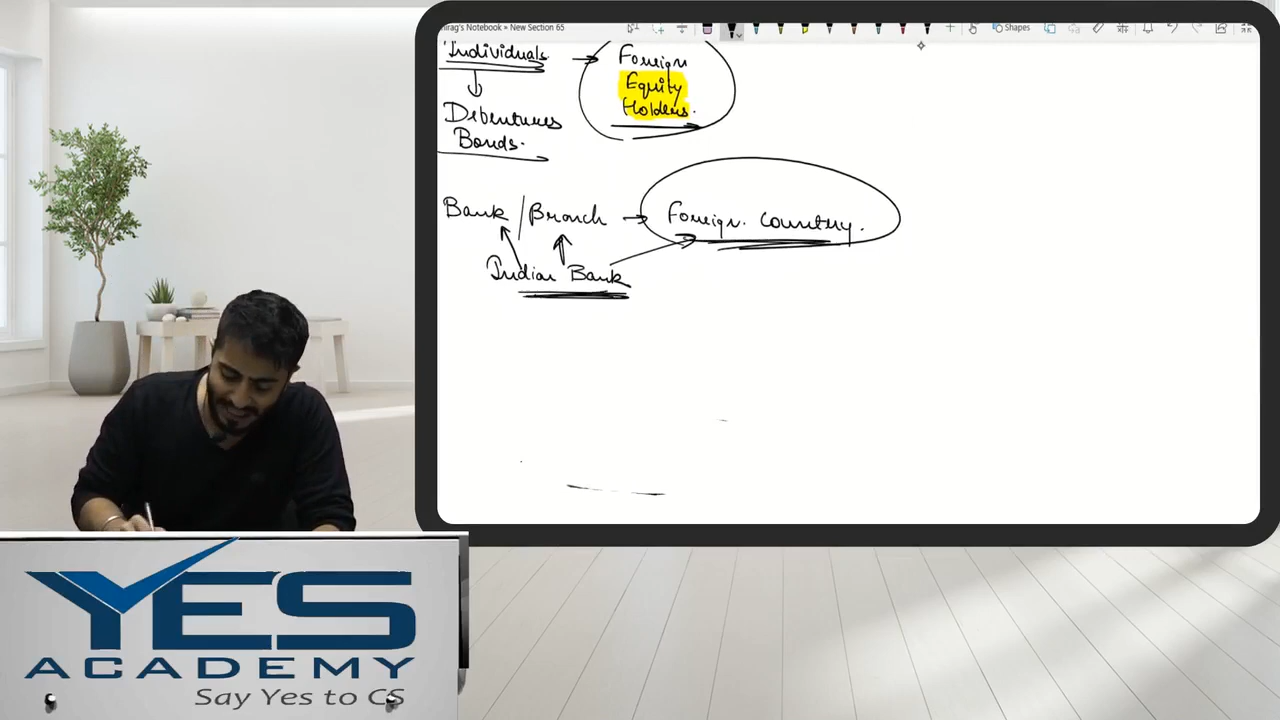 irag's Notebook » New Section 65
Shapes
Individuals → Foreign
Equity
Holders.
Debentures
Bonds.
Bank / Branch → Foreign Country.
Indian Bank
YES
ACADEMY
Say Yes to CS